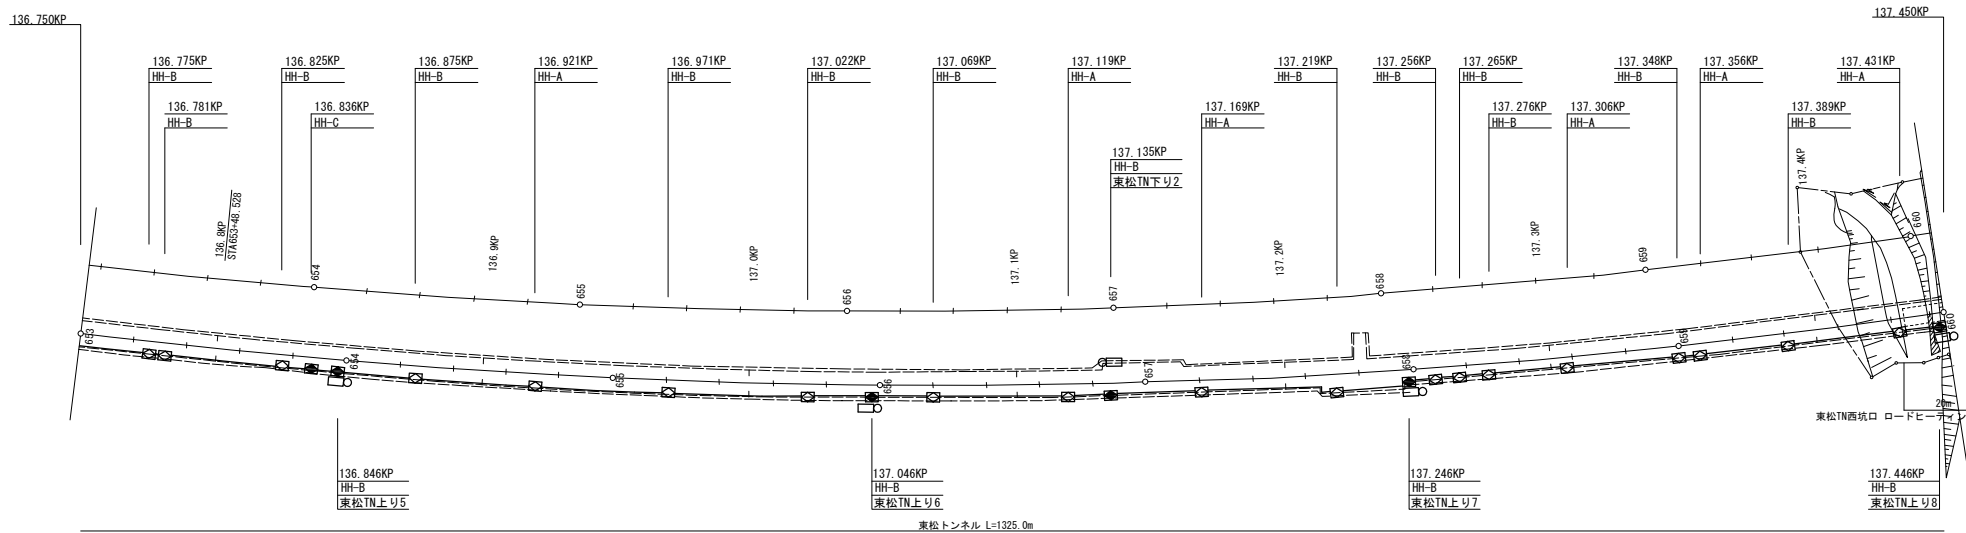 136.750KP
137.450KP
136.775KP
HH-B
136.825KP
HH-B
136.875KP
HH-B
136.921KP
HH-A
136.971KP
HH-B
137.022KP
HH-B
137.069KP
HH-B
137.119KP
HH-A
137.219KP
HH-B
137.256KP
HH-B
137.265KP
HH-B
137.348KP
HH-B
137.356KP
HH-A
137.431KP
HH-A
136.781KP
HH-B
136.836KP
HH-C
137.169KP
HH-A
137.276KP
HH-B
137.306KP
HH-A
137.389KP
HH-B
137.135KP
HH-B
東松TN下り2
136.8KP
STA653+48.528
136.9KP
137.0KP
137.1KP
137.2KP
137.3KP
137.4KP
654
655
656
657
658
659
660
653
654
655
656
657
658
659
660
20m
東松TN西坑口 ロードヒーティン
136.846KP
HH-B
東松TN上り5
137.046KP
HH-B
東松TN上り6
137.246KP
HH-B
東松TN上り7
137.446KP
HH-B
東松TN上り8
東松トンネル L=1325.0m